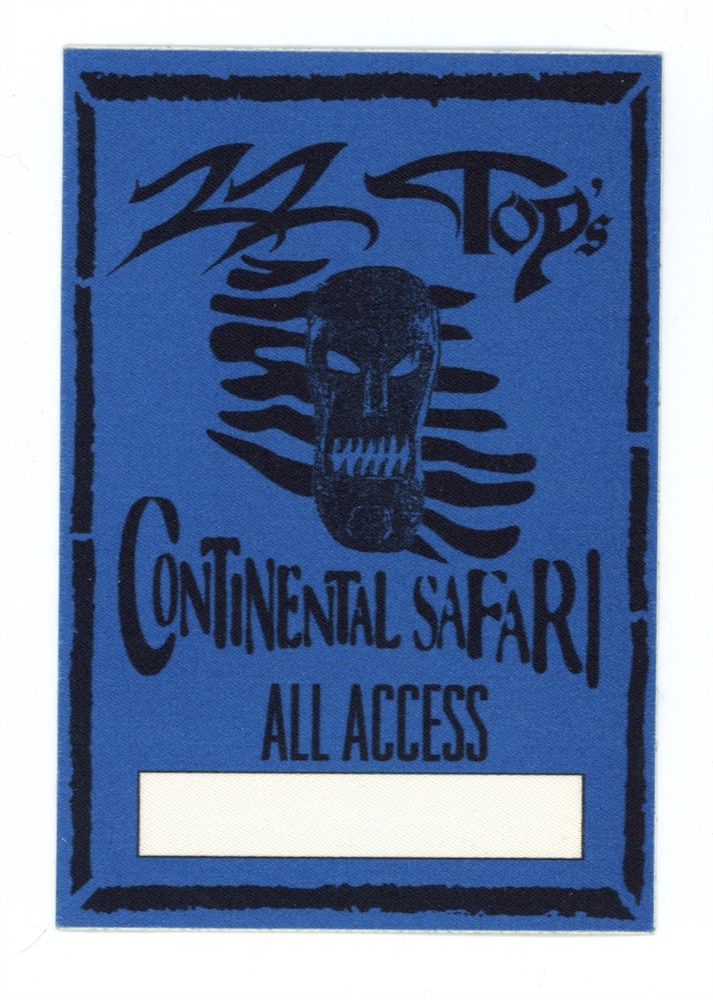 ZZ Top's
CONTINENTAL SAFARI
ALL ACCESS